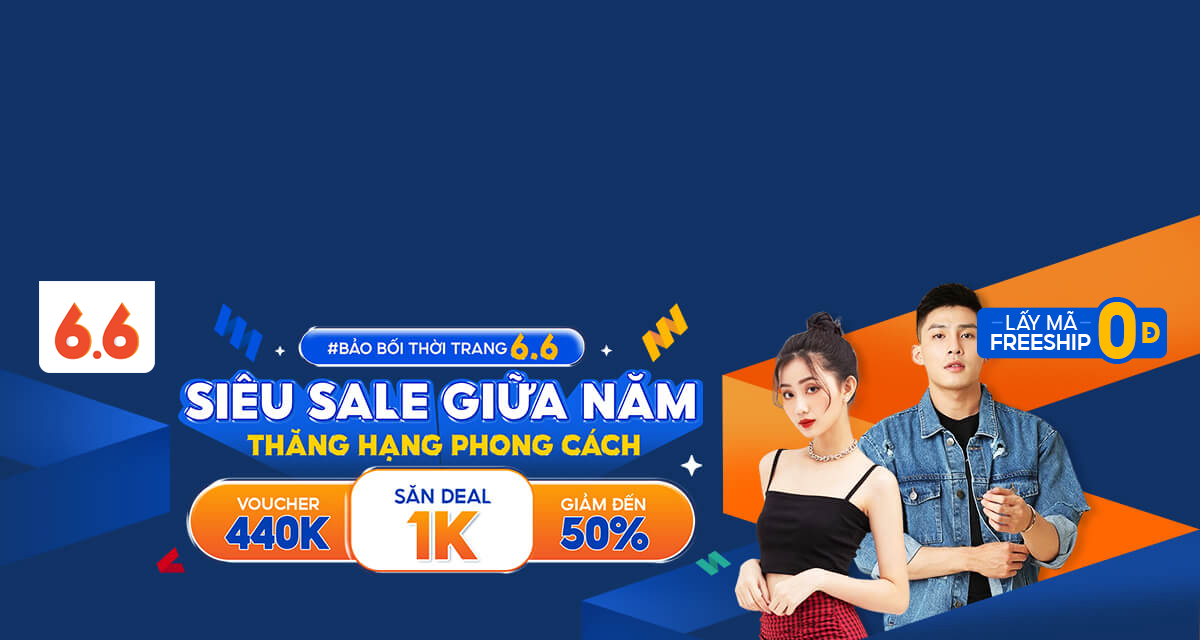 6.6
#BẢO BỐI THỜI TRANG 6.6
SIÊU SALE GIỮA NĂM
THĂNG HẠNG PHONG CÁCH
VOUCHER
440K
SĂN DEAL
1K
GIẢM ĐẾN
50%
LẤY MÃ
FREESHIP
0Đ